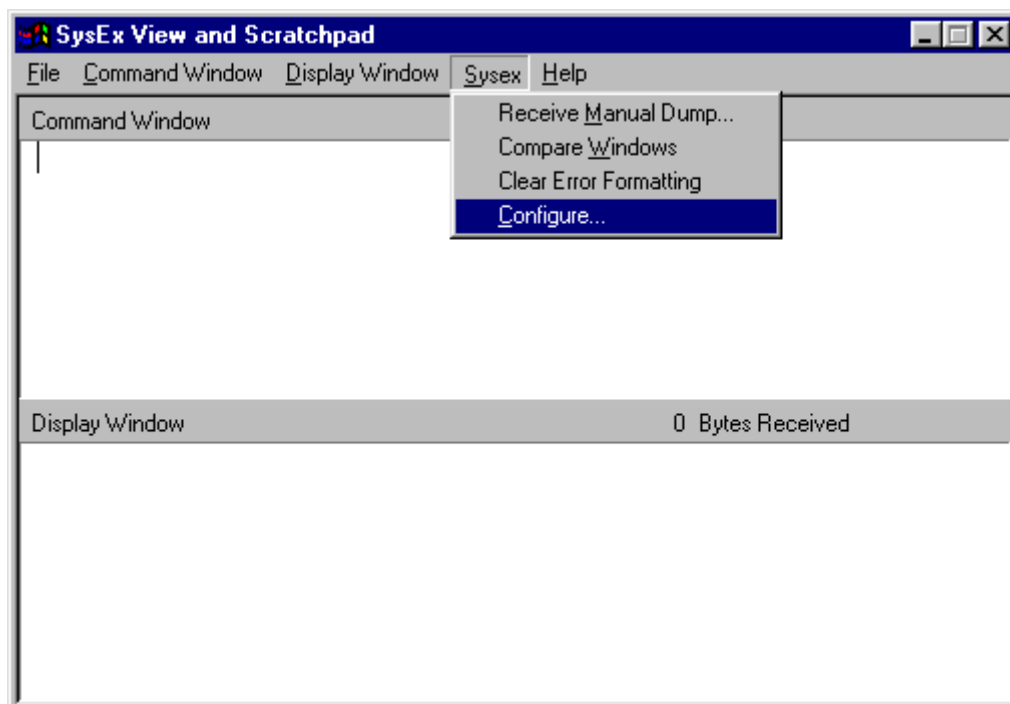 SysEx View and Scratchpad
File Command Window Display Window Sysex Help
Command Window
Receive Manual Dump...
Compare Windows
Clear Error Formatting
Configure...
Display Window 0 Bytes Received